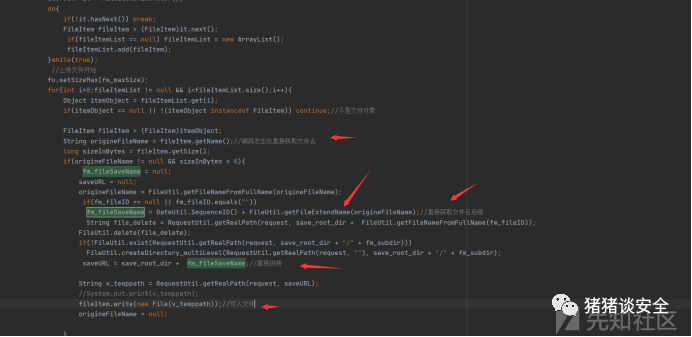 do{
if(!it.hasNext()) break;
FileItem fileItem = (FileItem)it.next();
if(fileItemList == null) fileItemList = new ArrayList();
fileItemList.add(fileItem);
}while(true);
//上传文件开始
fu.setSizeMax(fm_maxSize);
for(int i=0;fileItemList != null && i<fileItemList.size();i++){
Object itemObject = fileItemList.get(i);
if(itemObject == null || !(itemObject instanceof FileItem)) continue;//不是文件对象
FileItem fileItem = (FileItem)itemObject;
String origineFileName = fileItem.getName();//漏洞发生处直接获取文件名
long sizeInBytes = fileItem.getSize();
if(origineFileName != null && sizeInBytes > 0){
fm_fileSaveName = null;
saveURL = null;
origineFileName = FileUtil.getFileNameFromFullName(origineFileName);
if(fm_fileID == null || fm_fileID.equals(""))
fm_fileSaveName = DateUtil.SequenceID() + FileUtil.getFileExtendName(origineFileName);//直接获取文件名后缀
String file_delete = RequestUtil.getRealPath(request, save_root_dir + FileUtil.getFileNameFromFullName(fm_fileID));
FileUtil.delete(file_delete);
if(!FileUtil.exist(RequestUtil.getRealPath(request, save_root_dir + "/" + fm_subdir)))
FileUtil.createDirectory_multiLevel(RequestUtil.getRealPath(request, ""), save_root_dir + "/" + fm_subdir);
saveURL = save_root_dir + fm_fileSaveName;//直接拼接
String v_temppath = RequestUtil.getRealPath(request, saveURL);
//System.out.print(v_temppath);
fileItem.write(new File(v_temppath));//写入文件
origineFileName = null;
}
猪猪谈安全
先知社区